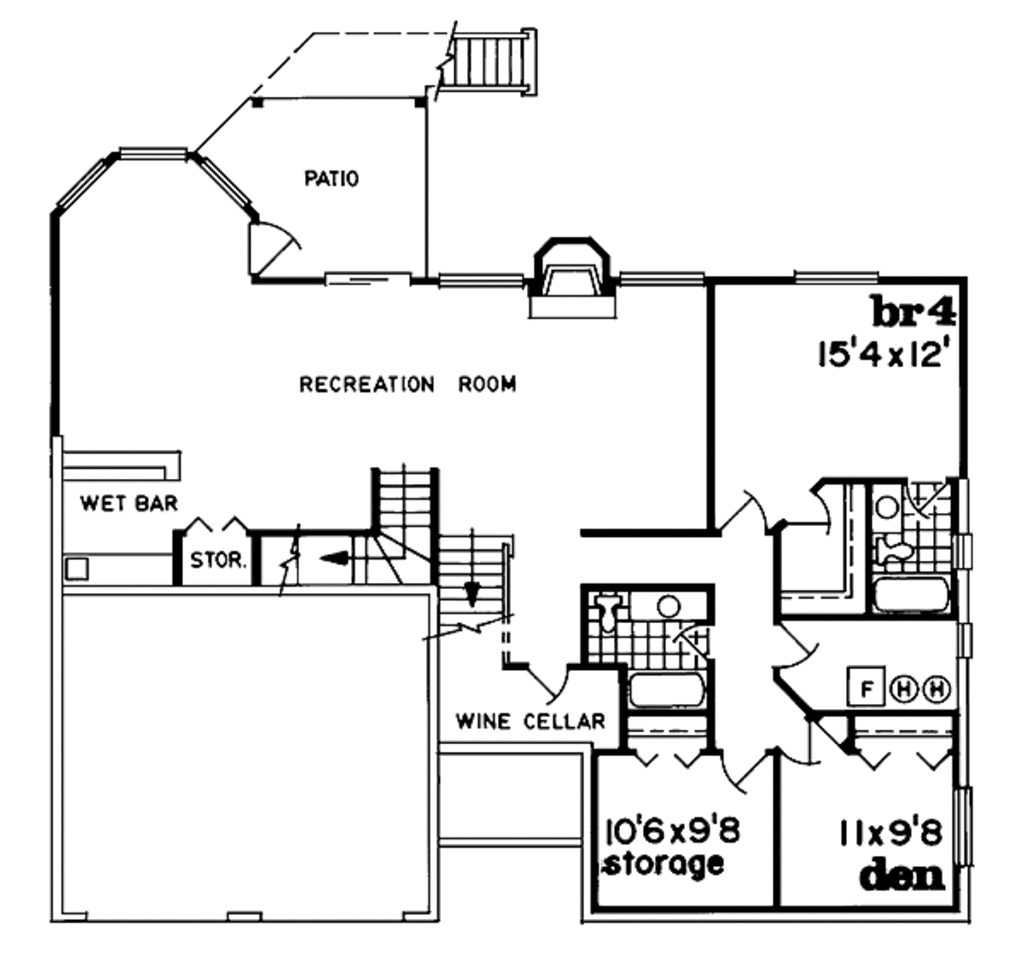 PATIO
br4
15'4x12'
RECREATION ROOM
WET BAR
STOR.
F H H
WINE CELLAR
10'6x9'8
storage
11x9'8
den